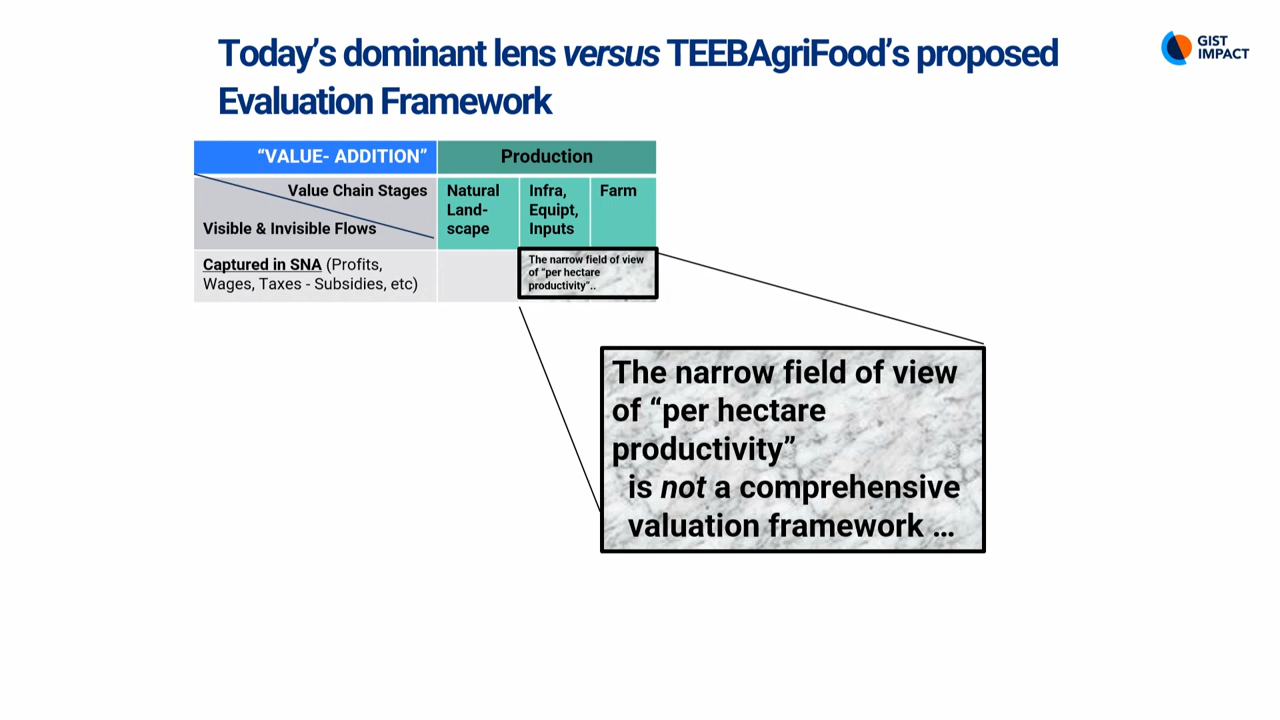 Today’s dominant lens versus TEEBAgriFood’s proposed
Evaluation Framework
GIST
IMPACT
“VALUE- ADDITION”
Production
Value Chain Stages
Visible & Invisible Flows
Natural
Land-
scape
Infra,
Equipt,
Inputs
Farm
Captured in SNA (Profits,
Wages, Taxes - Subsidies, etc)
The narrow field of view
of “per hectare
productivity”..
The narrow field of view
of “per hectare
productivity”
is not a comprehensive
valuation framework ...